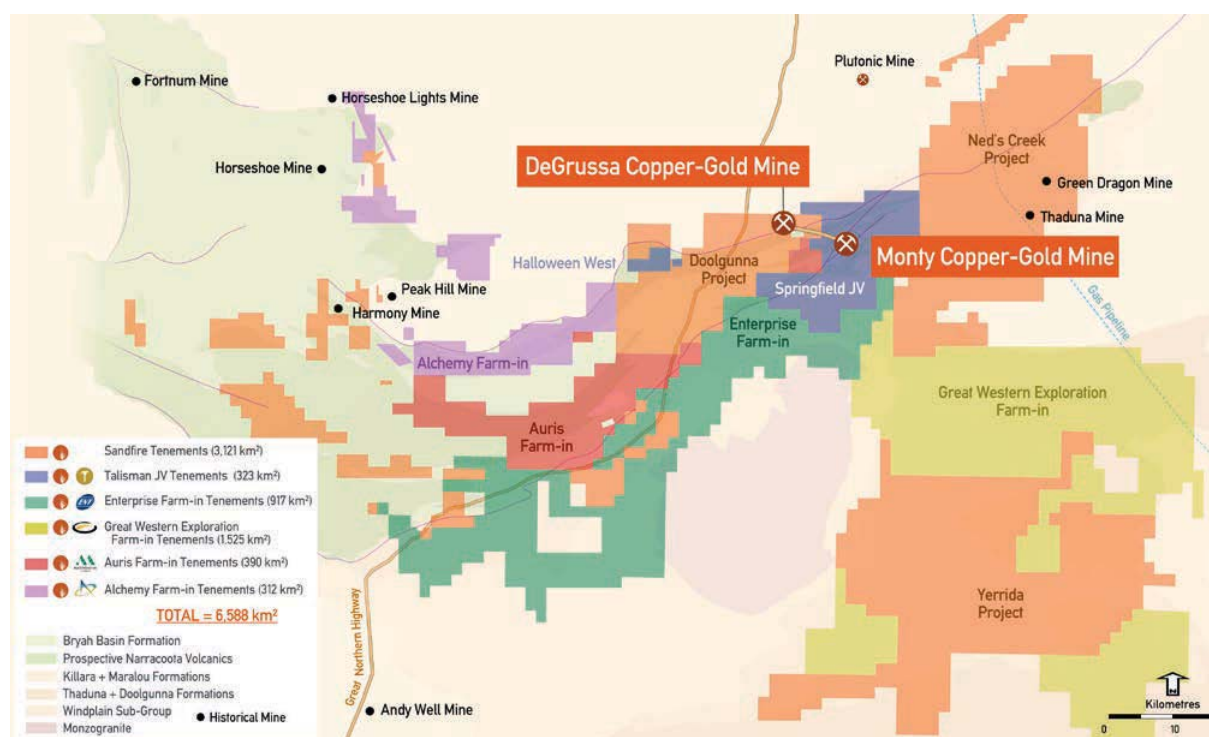 Fortnum Mine
Horseshoe Lights Mine
Horseshoe Mine
Plutonic Mine
Ned's Creek
Project
DeGrussa Copper-Gold Mine
Green Dragon Mine
Thaduna Mine
Monty Copper-Gold Mine
Halloween West
Doolgunna
Project
Springfield JV
Peak Hill Mine
Harmony Mine
Gas Pipeline
Enterprise
Farm-in
Alchemy Farm-in
Great Western Exploration
Farm-in
Auris
Farm-in
Yerrida
Project
Great Northern Highway
Andy Well Mine
Sandfire Tenements (3,121 km²)
Talisman JV Tenements (323 km²)
Enterprise Farm-in Tenements (917 km²)
Great Western Exploration
Farm-in Tenements (1.525 km²)
Auris Farm-in Tenements (390 km²)
Alchemy Farm-in Tenements (312 km²)
TOTAL = 6,588 km²
Bryah Basin Formation
Prospective Narracoota Volcanics
Killara + Maralou Formations
Thaduna + Doolgunna Formations
Windplain Sub-Group
Monzogranite
Historical Mine
N
Kilometres
0 10